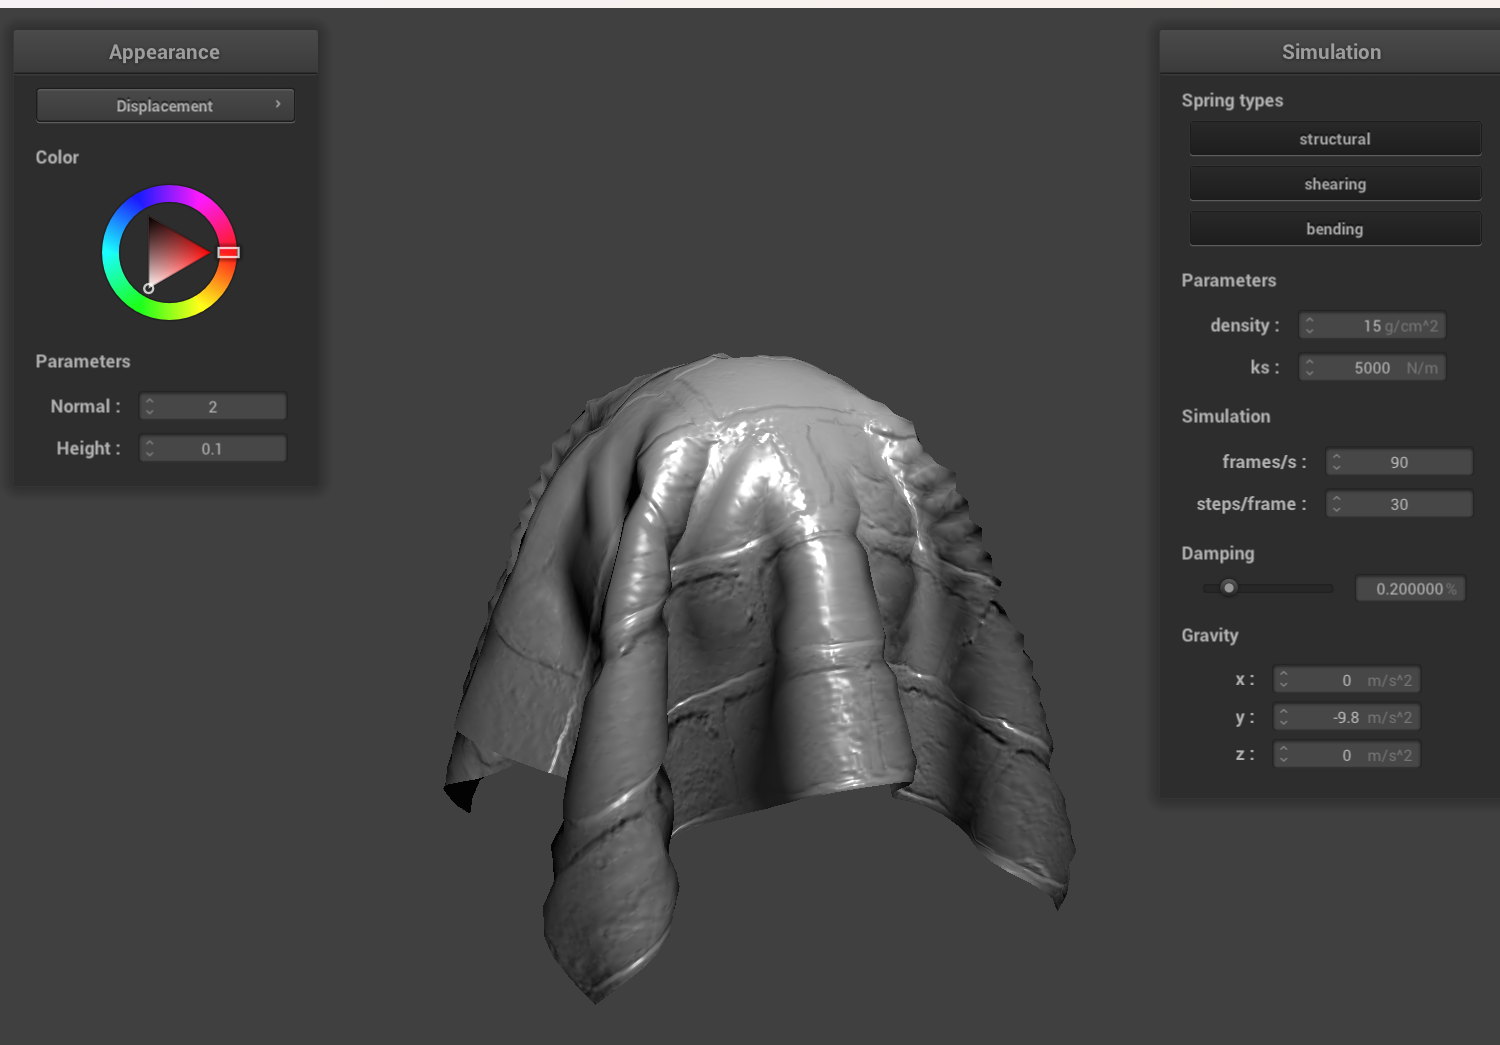 Appearance
Displacement
Color
Parameters
Normal : 2
Height : 0.1
Simulation
Spring types
structural
shearing
bending
Parameters
density : 15 g/cm^2
ks : 5000 N/m
Simulation
frames/s : 90
steps/frame : 30
Damping
0.200000 %
Gravity
x : 0 m/s^2
y : -9.8 m/s^2
z : 0 m/s^2